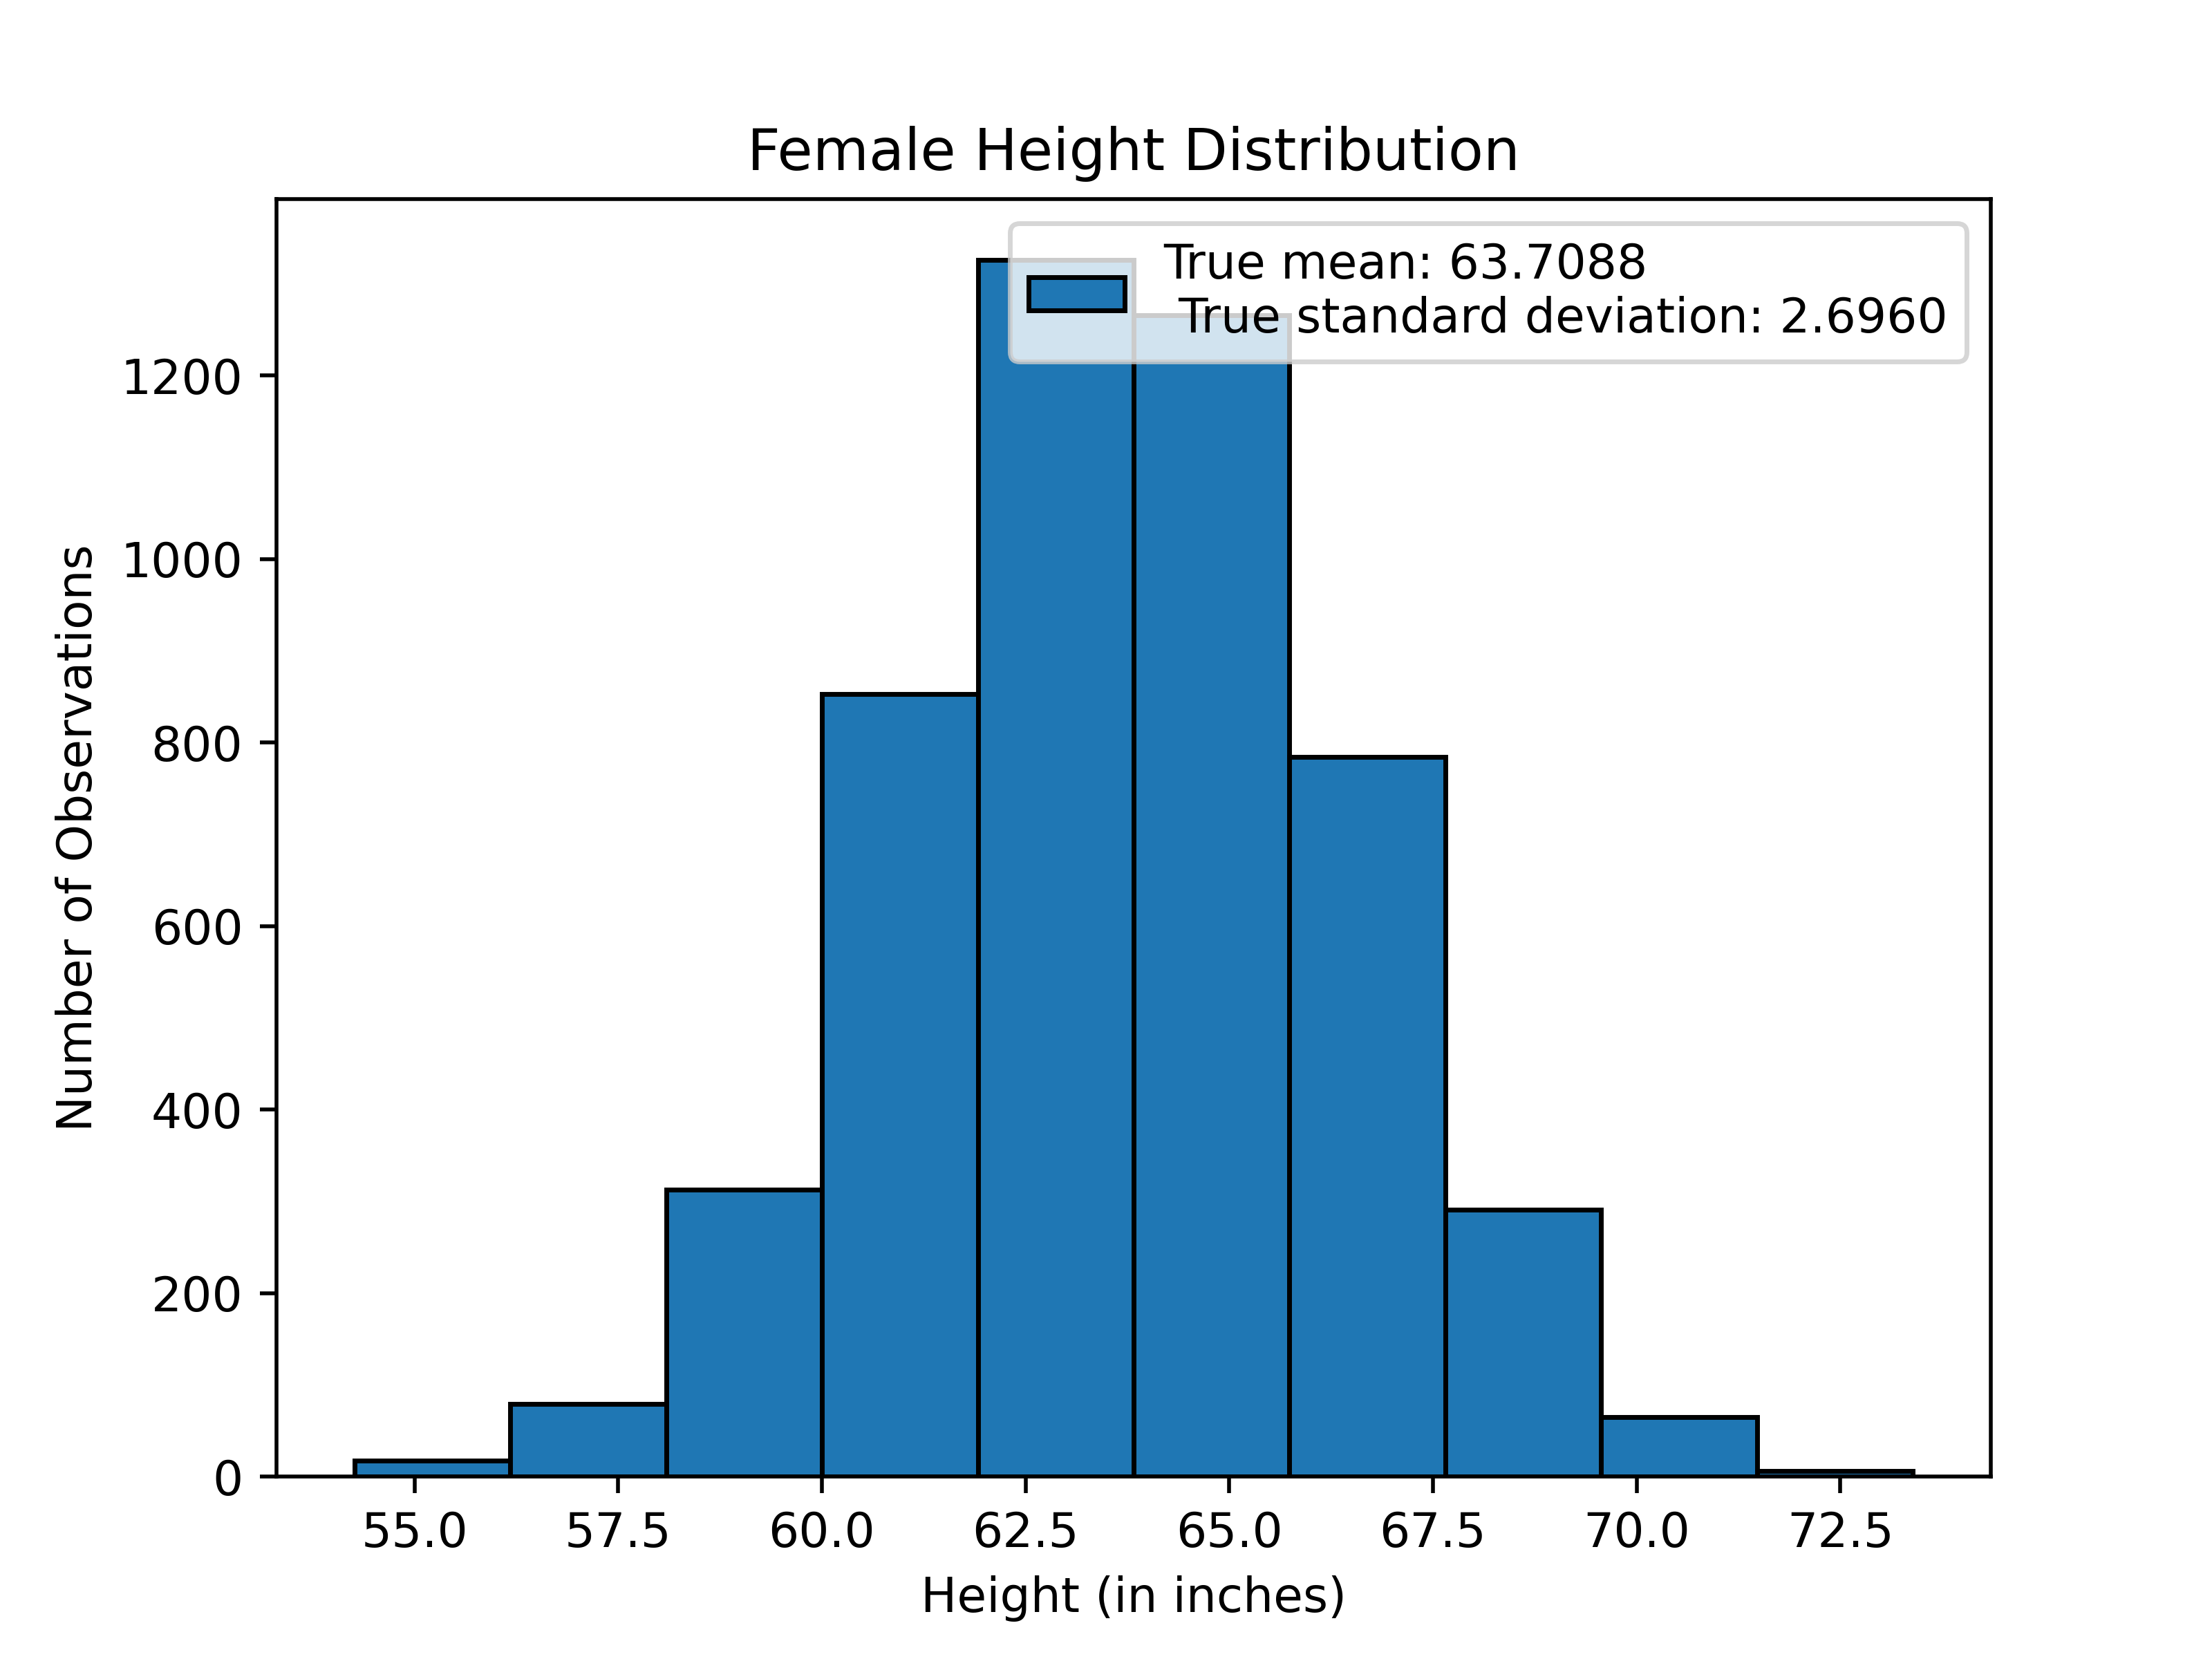 Female Height Distribution
True mean: 63.7088
True standard deviation: 2.6960
1200
1000
800
600
400
200
0
Number of Observations
55.0 57.5 60.0 62.5 65.0 67.5 70.0 72.5
Height (in inches)